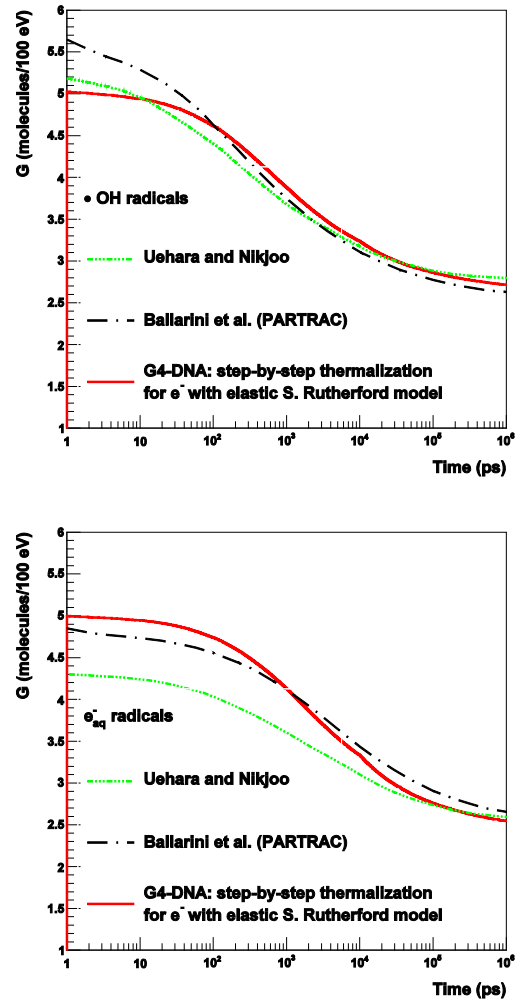 G (molecules/100 eV)
6
5.5
5
4.5
4
3.5
3
2.5
2
1.5
1
• OH radicals
Uehara and Nikjoo
Ballarini et al. (PARTRAC)
G4-DNA: step-by-step thermalization
for e⁻ with elastic S. Rutherford model
1 10 10² 10³ 10⁴ 10⁵ 10⁶
Time (ps)
G (molecules/100 eV)
6
5.5
5
4.5
4
3.5
3
2.5
2
1.5
1
e⁻aq radicals
Uehara and Nikjoo
Ballarini et al. (PARTRAC)
G4-DNA: step-by-step thermalization
for e⁻ with elastic S. Rutherford model
1 10 10² 10³ 10⁴ 10⁵ 10⁶
Time (ps)